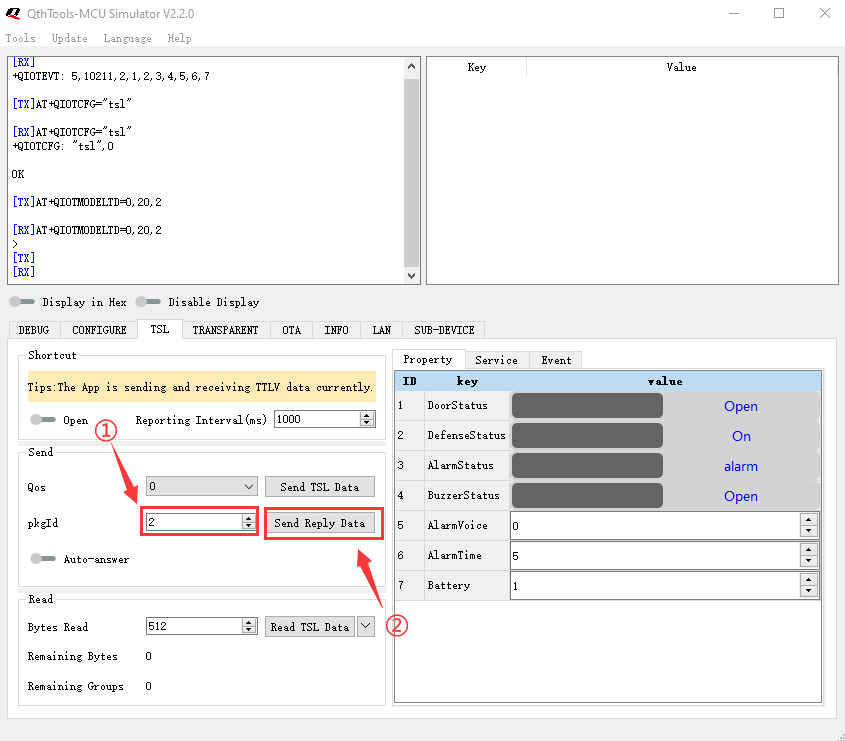 QthTools-MCU Simulator V2.2.0
Tools Update Language Help
[RX]
+QIOTEVT: 5,10211,2,1,2,3,4,5,6,7
[TX]AT+QIOTCFG="tsl"
[RX]AT+QIOTCFG="tsl"
+QIOTCFG: "tsl",0
OK
[TX]AT+QIOTMODELTD=0,20,2
[RX]AT+QIOTMODELTD=0,20,2
>
[TX]
[RX]
Key Value
Display in Hex Disable Display
DEBUG CONFIGURE TSL TRANSPARENT OTA INFO LAN SUB-DEVICE
Shortcut
Tips:The App is sending and receiving TTLV data currently.
Open Reporting Interval(ms) 1000
①
Send
Qos 0 Send TSL Data
pkgId 2 Send Reply Data
Auto-answer
②
Read
Bytes Read 512 Read TSL Data
Remaining Bytes 0
Remaining Groups 0
Property Service Event
ID key value
1 DoorStatus Open
2 DefenseStatus On
3 AlarmStatus alarm
4 BuzzerStatus Open
5 AlarmVoice 0
6 AlarmTime 5
7 Battery 1